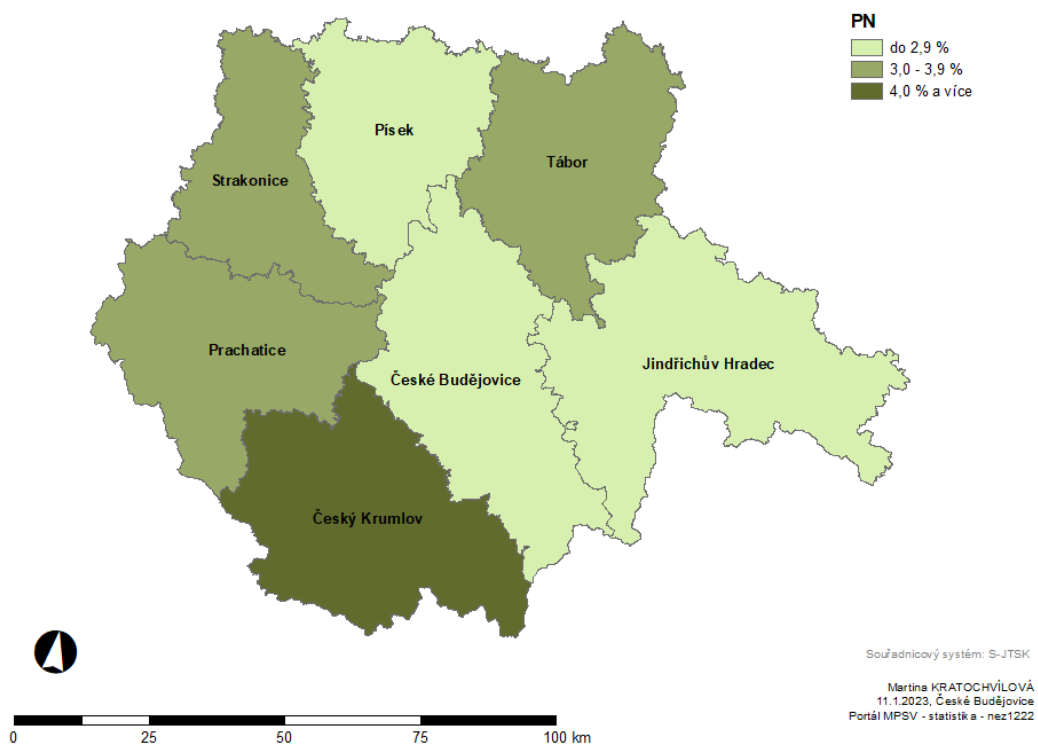 PN
do 2,9 %
3,0 - 3,9 %
4,0 % a více
Písek
Tábor
Strakonice
Prachatice
České Budějovice
Jindřichův Hradec
Český Krumlov
Souřadnicový systém: S-JTSK
Martina KRATOCHVÍLOVÁ
11.1.2023, České Budějovice
Portál MPSV - statistika - nez1222
0 25 50 75 100 km